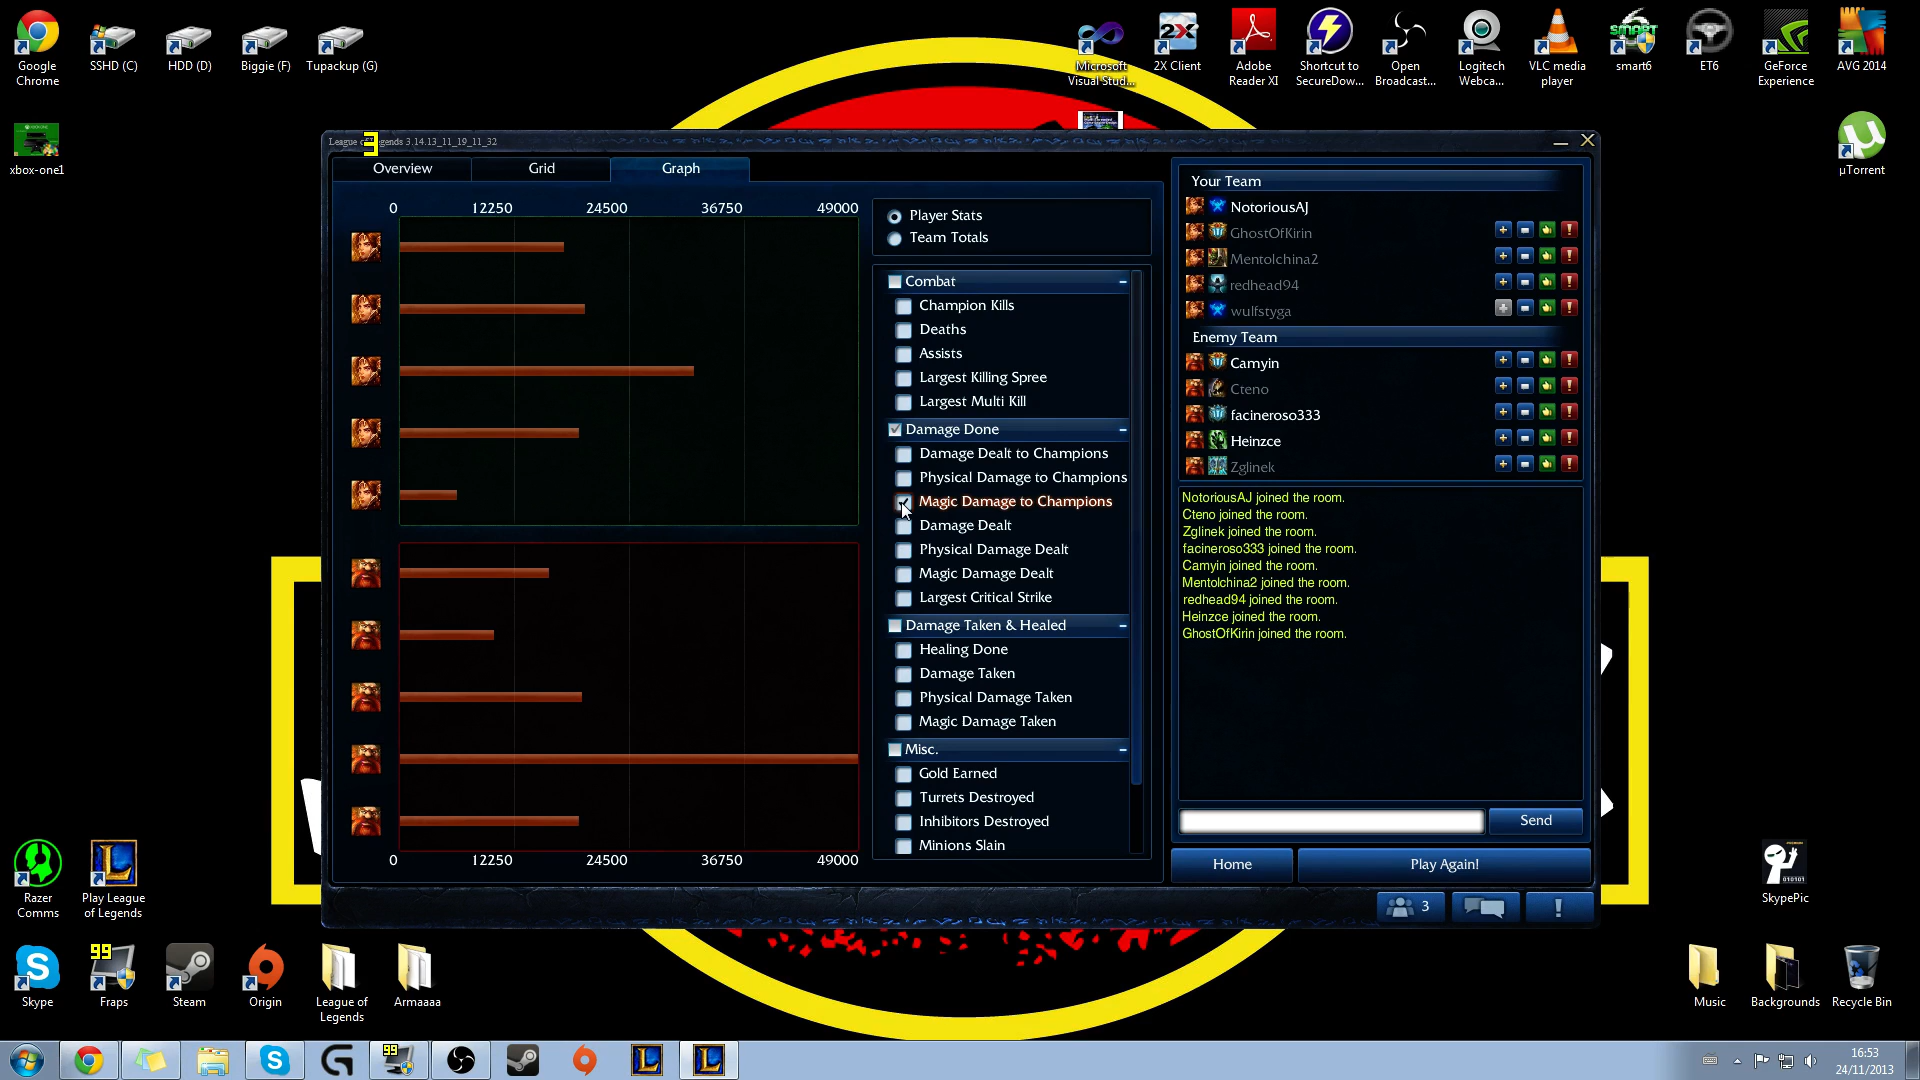 Google Chrome
SSHD (C)
HDD (D)
Biggie (F)
Tupackup (G)
Microsoft Visual Stud...
2X Client
Adobe Reader XI
Shortcut to SecureDow...
Open Broadcast...
Logitech Webca...
VLC media player
smart6
ET6
GeForce Experience
AVG 2014
xbox-one1
µTorrent
3
Overview
Grid
Graph
0 12250 24500 36750 49000
Player Stats
Team Totals
Combat
Champion Kills
Deaths
Assists
Largest Killing Spree
Largest Multi Kill
Damage Done
Damage Dealt to Champions
Physical Damage to Champions
Magic Damage to Champions
Damage Dealt
Physical Damage Dealt
Magic Damage Dealt
Largest Critical Strike
Damage Taken & Healed
Healing Done
Damage Taken
Physical Damage Taken
Magic Damage Taken
Misc.
Gold Earned
Turrets Destroyed
Inhibitors Destroyed
Minions Slain
0 12250 24500 36750 49000
Your Team
NotoriousAJ
GhostOfKirin
Mentolchina2
redhead94
wulfstyga
Enemy Team
Camyin
Cteno
facineroso333
Heinzce
Zglinek
NotoriousAJ joined the room.
Cteno joined the room.
Zglinek joined the room.
facineroso333 joined the room.
Camyin joined the room.
Mentolchina2 joined the room.
redhead94 joined the room.
Heinzce joined the room.
GhostOfKirin joined the room.
Send
Home
Play Again!
3
Razer Comms
Play League of Legends
SkypePic
Skype
99
Fraps
Steam
Origin
League of Legends
Armaaaa
Music
Backgrounds
Recycle Bin
99
16:53
24/11/2013